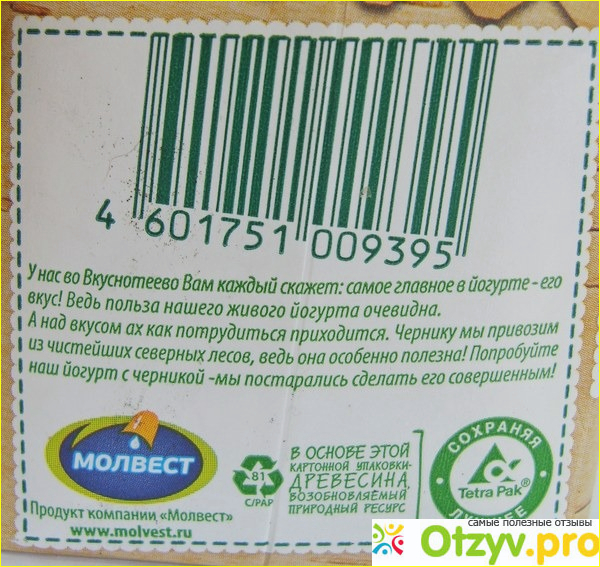 4 601751 009395
У нас во Вкуснотеево Вам каждый скажет: самое главное в йогурте - его
вкус! Ведь польза нашего живого йогурта очевидна.
А над вкусом ах как потрудиться приходится. Чернику мы привозим
из чистейших северных лесов, ведь она особенно полезна! Попробуйте
наш йогурт с черникой -мы постарались сделать его совершенным!
МОЛВЕСТ
Продукт компании «Молвест»
www.molvest.ru
81
C/PAP
В ОСНОВЕ ЭТОЙ
КАРТОННОЙ УПАКОВКИ-
ДРЕВЕСИНА,
ВОЗОБНОВЛЯЕМЫЙ
ПРИРОДНЫЙ РЕСУРС
СОХРАНЯЯ
Tetra Pak®
самые полезные отзывы
Otzyv.pro